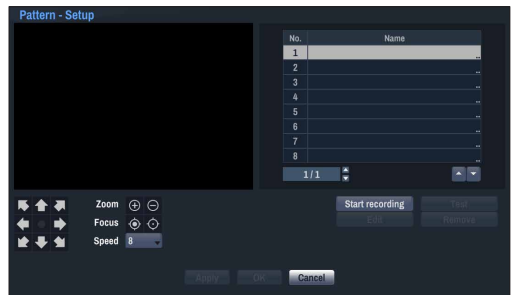 Pattern - Setup
No. Name
1 ..
2 ..
3 ..
4 ..
5 ..
6 ..
7 ..
8 ..
1 / 1
Zoom
Focus
Speed 8
Start recording Test
Edit Remove
Apply OK Cancel